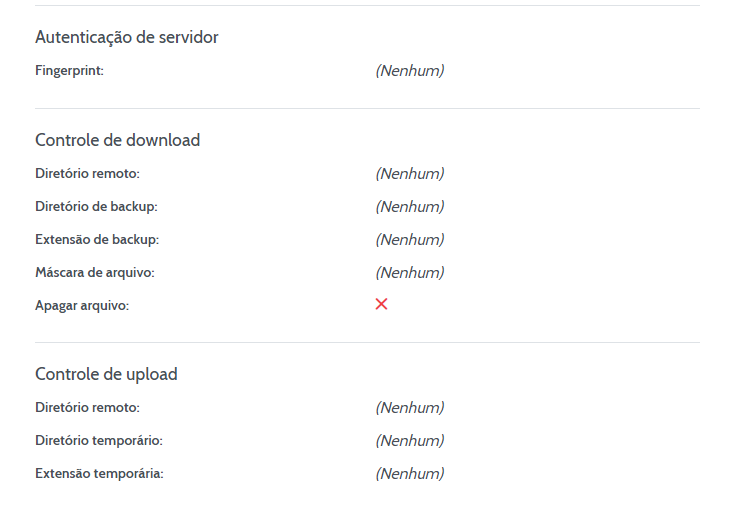 Autenticação de servidor
Fingerprint: (Nenhum)
Controle de download
Diretório remoto: (Nenhum)
Diretório de backup: (Nenhum)
Extensão de backup: (Nenhum)
Máscara de arquivo: (Nenhum)
Apagar arquivo:
Controle de upload
Diretório remoto: (Nenhum)
Diretório temporário: (Nenhum)
Extensão temporária: (Nenhum)